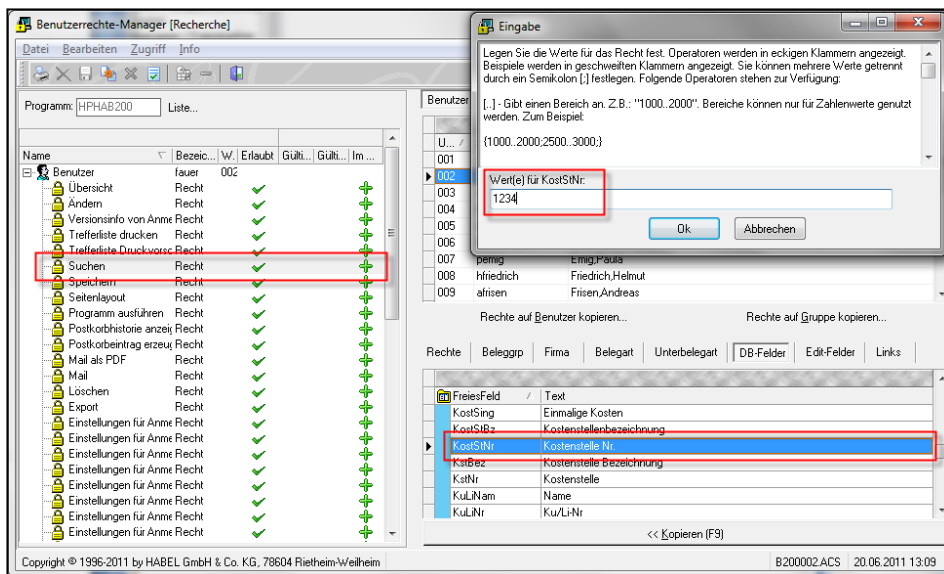 Benutzerrechte-Manager [Recherche]
Datei Bearbeiten Zugriff Info
Programm: HPHAB200 Liste...
Name Bezeic... W. Erlaubt Gülti... Gülti... Im ...
Benutzer fauer 002
Übersicht Recht
Ändern Recht
Versionsinfo von Anme Recht
Trefferliste drucken Recht
Trefferliste Druckvorsc Recht
Suchen Recht
Speichern Recht
Seitenlayout Recht
Programm ausführen Recht
Postkorbhistorie anzeig Recht
Postkorbeintrag erzeug Recht
Mail als PDF Recht
Mail Recht
Löschen Recht
Export Recht
Einstellungen für Anme Recht
Einstellungen für Anme Recht
Einstellungen für Anme Recht
Einstellungen für Anme Recht
Einstellungen für Anme Recht
Einstellungen für Anme Recht
Einstellungen für Anme Recht
Einstellungen für Anme Recht
Benutzer
U...
001
002
003
004
005
006
007 pemig Emig,Paula
008 hfriedrich Friedrich,Helmut
009 afrisen Frisen,Andreas
Rechte auf Benutzer kopieren... Rechte auf Gruppe kopieren...
Rechte Beleggrp Firma Belegart Unterbelegart DB-Felder Edit-Felder Links
FreiesFeld Text
KostSing Einmalige Kosten
KostStBz Kostenstellenbezeichnung
KostStNr Kostenstelle Nr.
KstBez Kostenstelle Bezeichnung
KstNr Kostenstelle
KuLiNam Name
KuLiNr Ku/Li-Nr
<< Kopieren (F9)
Eingabe
Legen Sie die Werte für das Recht fest. Operatoren werden in eckigen Klammern angezeigt.
Beispiele werden in geschweiften Klammern angezeigt. Sie können mehrere Werte getrennt
durch ein Semikolon [;] festlegen. Folgende Operatoren stehen zur Verfügung:
[..] - Gibt einen Bereich an. Z.B.: "1000..2000". Bereiche können nur für Zahlenwerte genutzt
werden. Zum Beispiel:
{1000..2000;2500..3000;}
Wert(e) für KostStNr:
1234
Ok Abbrechen
Copyright © 1996-2011 by HABEL GmbH & Co. KG, 78604 Rietheim-Weilheim B200002.ACS 20.06.2011 13:09